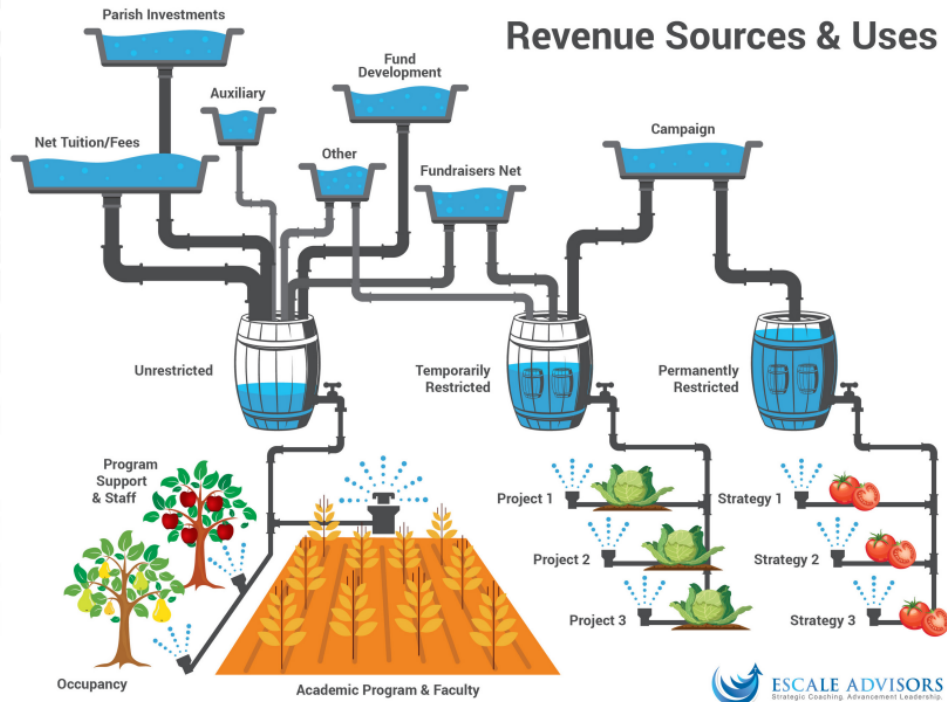 Revenue Sources & Uses
Parish Investments
Fund
Development
Auxiliary
Campaign
Net Tuition/Fees
Other
Fundraisers Net
Unrestricted
Temporarily
Restricted
Permanently
Restricted
Program
Support
& Staff
Project 1
Strategy 1
Project 2
Strategy 2
Project 3
Strategy 3
Occupancy
Academic Program & Faculty
ESCALE ADVISORS
Strategic Coaching. Advancement Leadership.